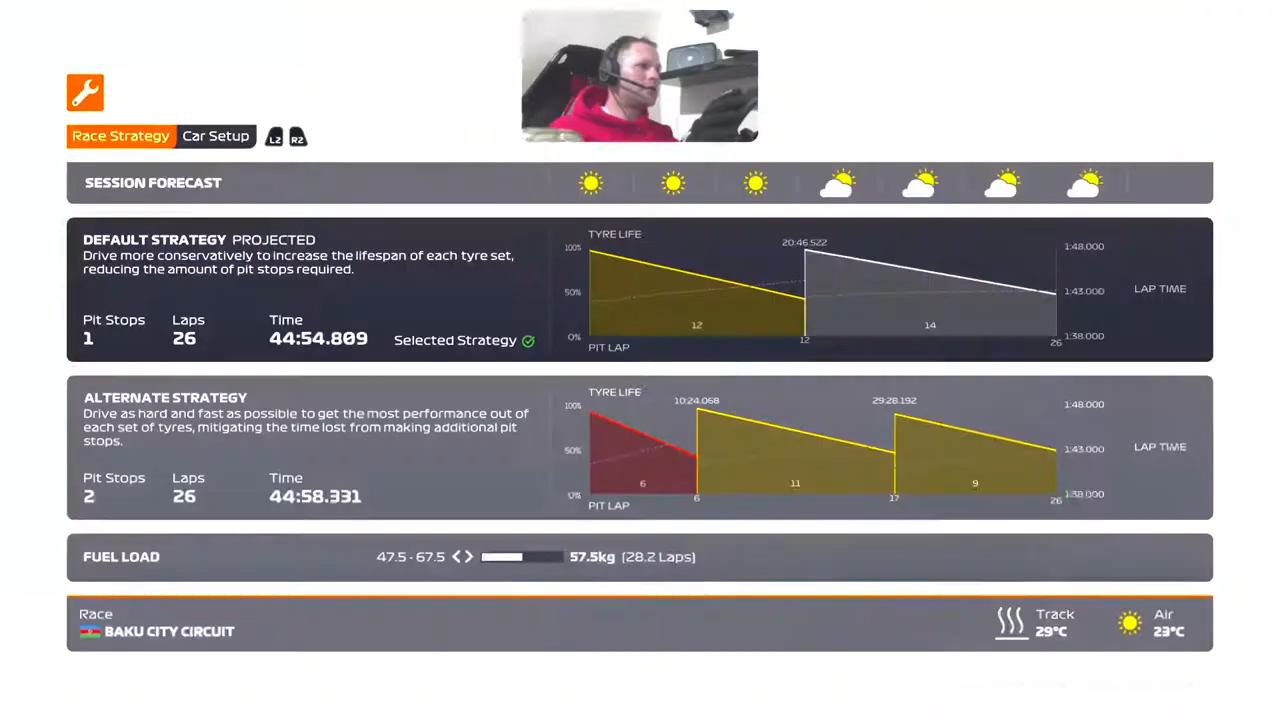 Race Strategy Car Setup L2 R2
SESSION FORECAST
DEFAULT STRATEGY PROJECTED
Drive more conservatively to increase the lifespan of each tyre set,
reducing the amount of pit stops required.
Pit Stops Laps Time
1 26 44:54.809 Selected Strategy
TYRE LIFE
20:46.522
100% 1:48.000
50% 1:43.000 LAP TIME
12 14
0% 12 26 1:38.000
PIT LAP
ALTERNATE STRATEGY
Drive as hard and fast as possible to get the most performance out of
each set of tyres, mitigating the time lost from making additional pit
stops.
Pit Stops Laps Time
2 26 44:58.331
TYRE LIFE
10:24.068 29:28.192
100% 1:48.000
50% 1:43.000 LAP TIME
6 11 9
0% 6 17 26 1:38.000
PIT LAP
FUEL LOAD 47.5 - 67.5 <> 57.5kg (28.2 Laps)
Race
BAKU CITY CIRCUIT
Track
29°C
Air
23°C